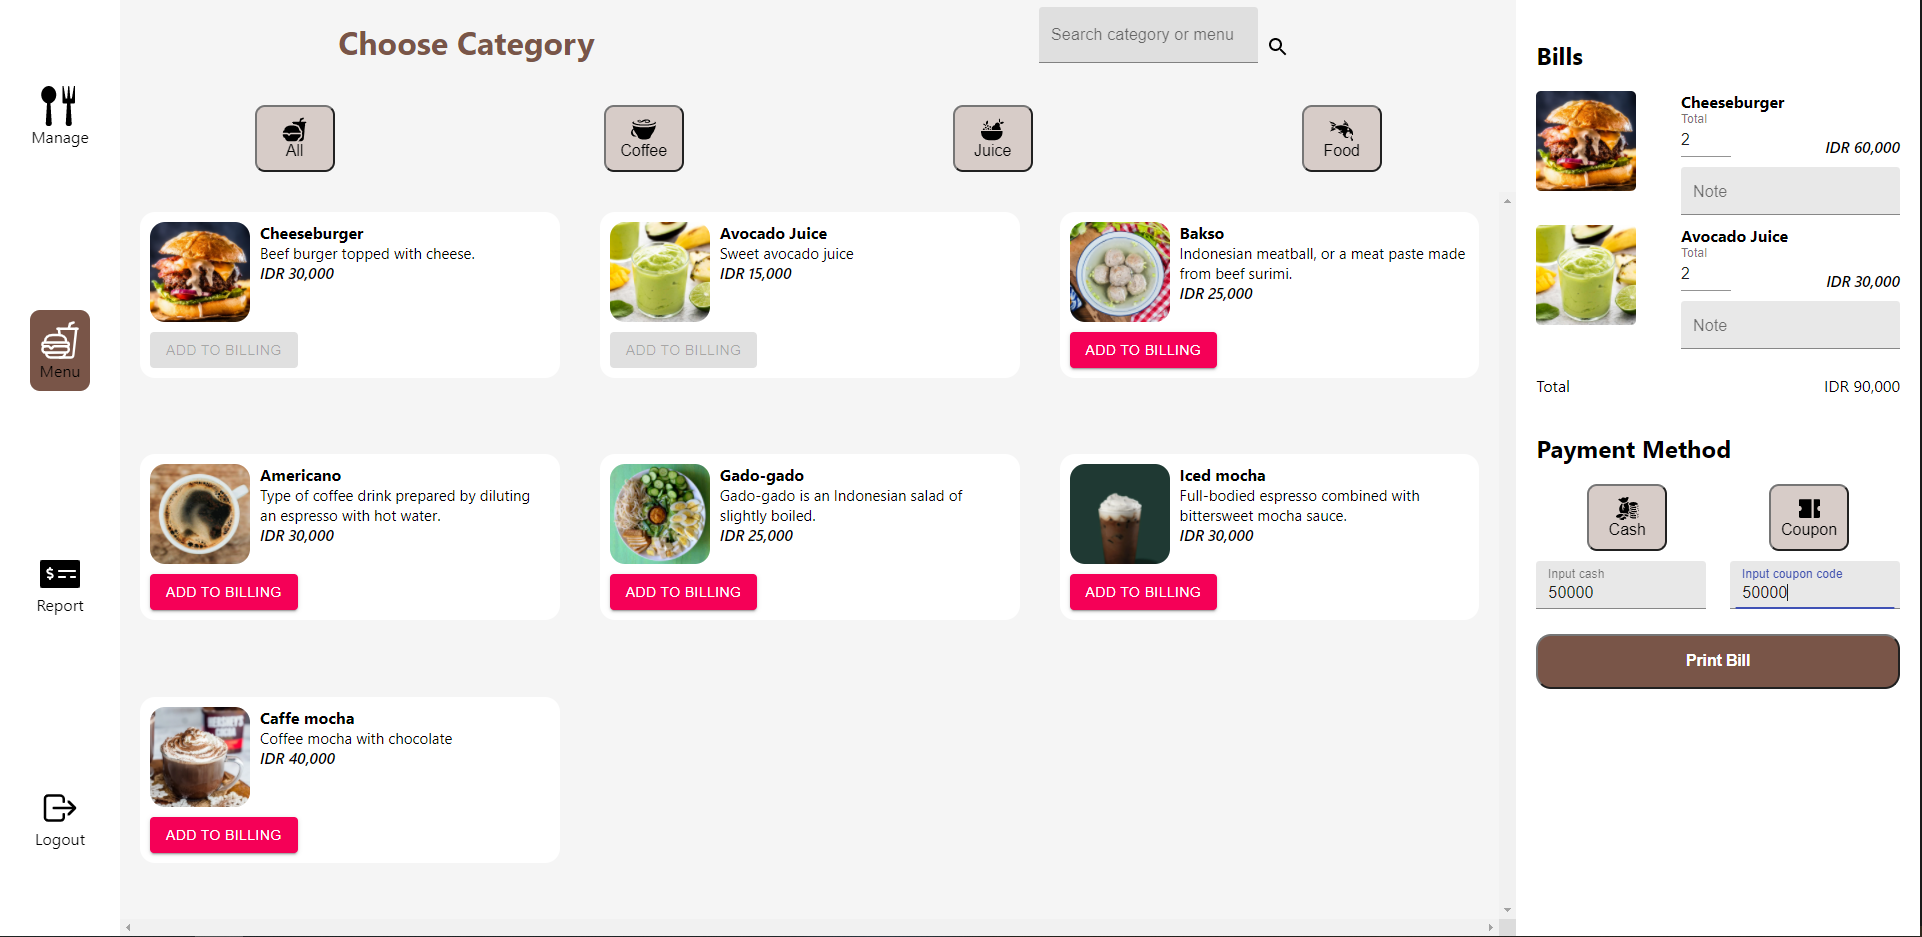 Manage
Menu
Report
Logout
Choose Category
Search category or menu
All
Coffee
Juice
Food
Cheeseburger
Beef burger topped with cheese.
IDR 30,000
ADD TO BILLING
Avocado Juice
Sweet avocado juice
IDR 15,000
ADD TO BILLING
Bakso
Indonesian meatball, or a meat paste made
from beef surimi.
IDR 25,000
ADD TO BILLING
Americano
Type of coffee drink prepared by diluting
an espresso with hot water.
IDR 30,000
ADD TO BILLING
Gado-gado
Gado-gado is an Indonesian salad of
slightly boiled.
IDR 25,000
ADD TO BILLING
Iced mocha
Full-bodied espresso combined with
bittersweet mocha sauce.
IDR 30,000
ADD TO BILLING
Caffe mocha
Coffee mocha with chocolate
IDR 40,000
ADD TO BILLING
Bills
Cheeseburger
Total
2
IDR 60,000
Note
Avocado Juice
Total
2
IDR 30,000
Note
Total IDR 90,000
Payment Method
Cash
Coupon
Input cash
50000
Input coupon code
50000
Print Bill